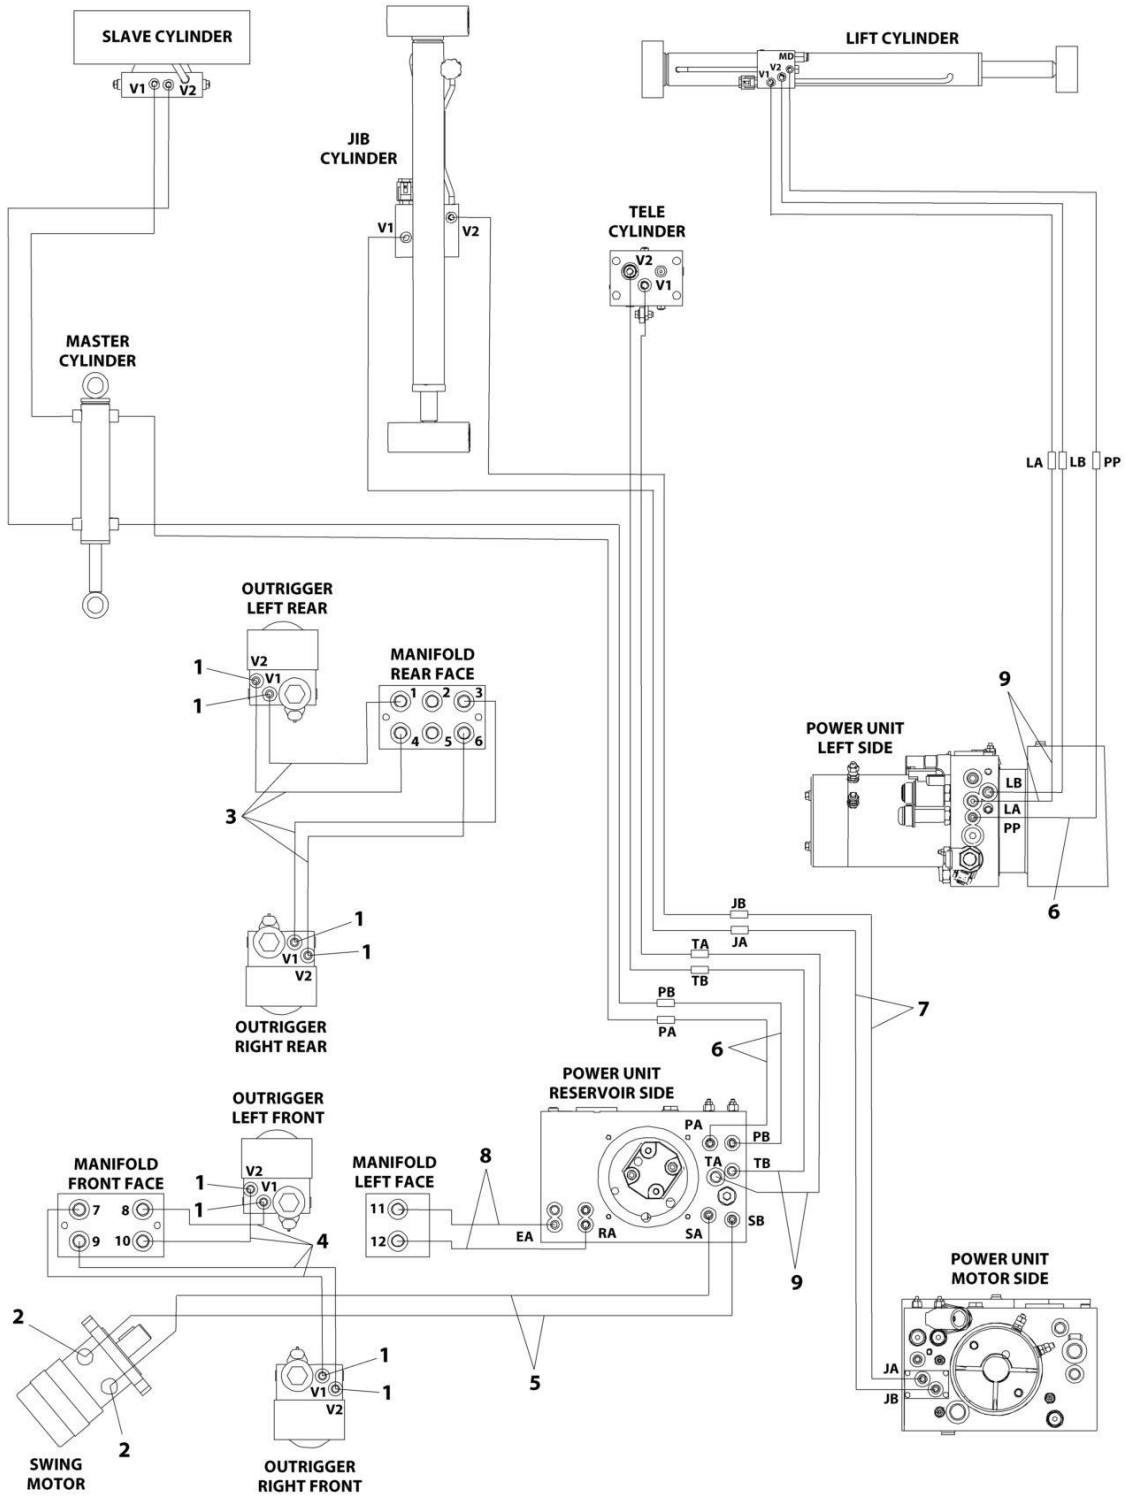 SLAVE CYLINDER
V1
V2
JIB
CYLINDER
V1
V2
LIFT CYLINDER
MD
V2
V1
TELE
CYLINDER
V2
V1
MASTER
CYLINDER
LA
LB
PP
OUTRIGGER
LEFT REAR
V2
V1
1
1
MANIFOLD
REAR FACE
1
2
3
4
5
6
3
9
POWER UNIT
LEFT SIDE
LB
LA
PP
6
1
1
V1
V2
OUTRIGGER
RIGHT REAR
JB
JA
TA
TB
PB
PA
7
6
POWER UNIT
RESERVOIR SIDE
PA
PB
TA
TB
EA
RA
SA
SB
OUTRIGGER
LEFT FRONT
V2
V1
1
1
MANIFOLD
FRONT FACE
7
8
9
10
MANIFOLD
LEFT FACE
11
12
8
4
9
POWER UNIT
MOTOR SIDE
JA
JB
2
2
SWING
MOTOR
5
1
1
V1
V2
OUTRIGGER
RIGHT FRONT